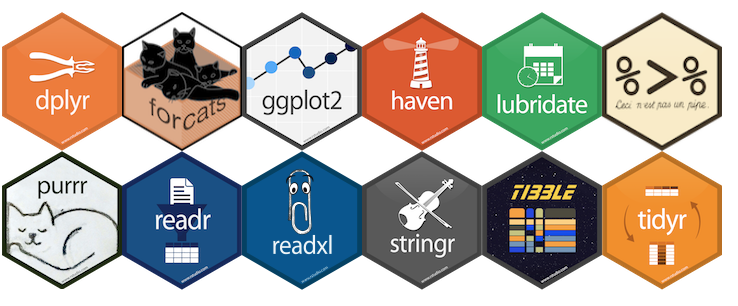 dplyr
forcats
ggplot2
haven
lubridate
%>%
Ceci n'est pas un pipe.
purrr
readr
readxl
stringr
TIBBLE
tidyr